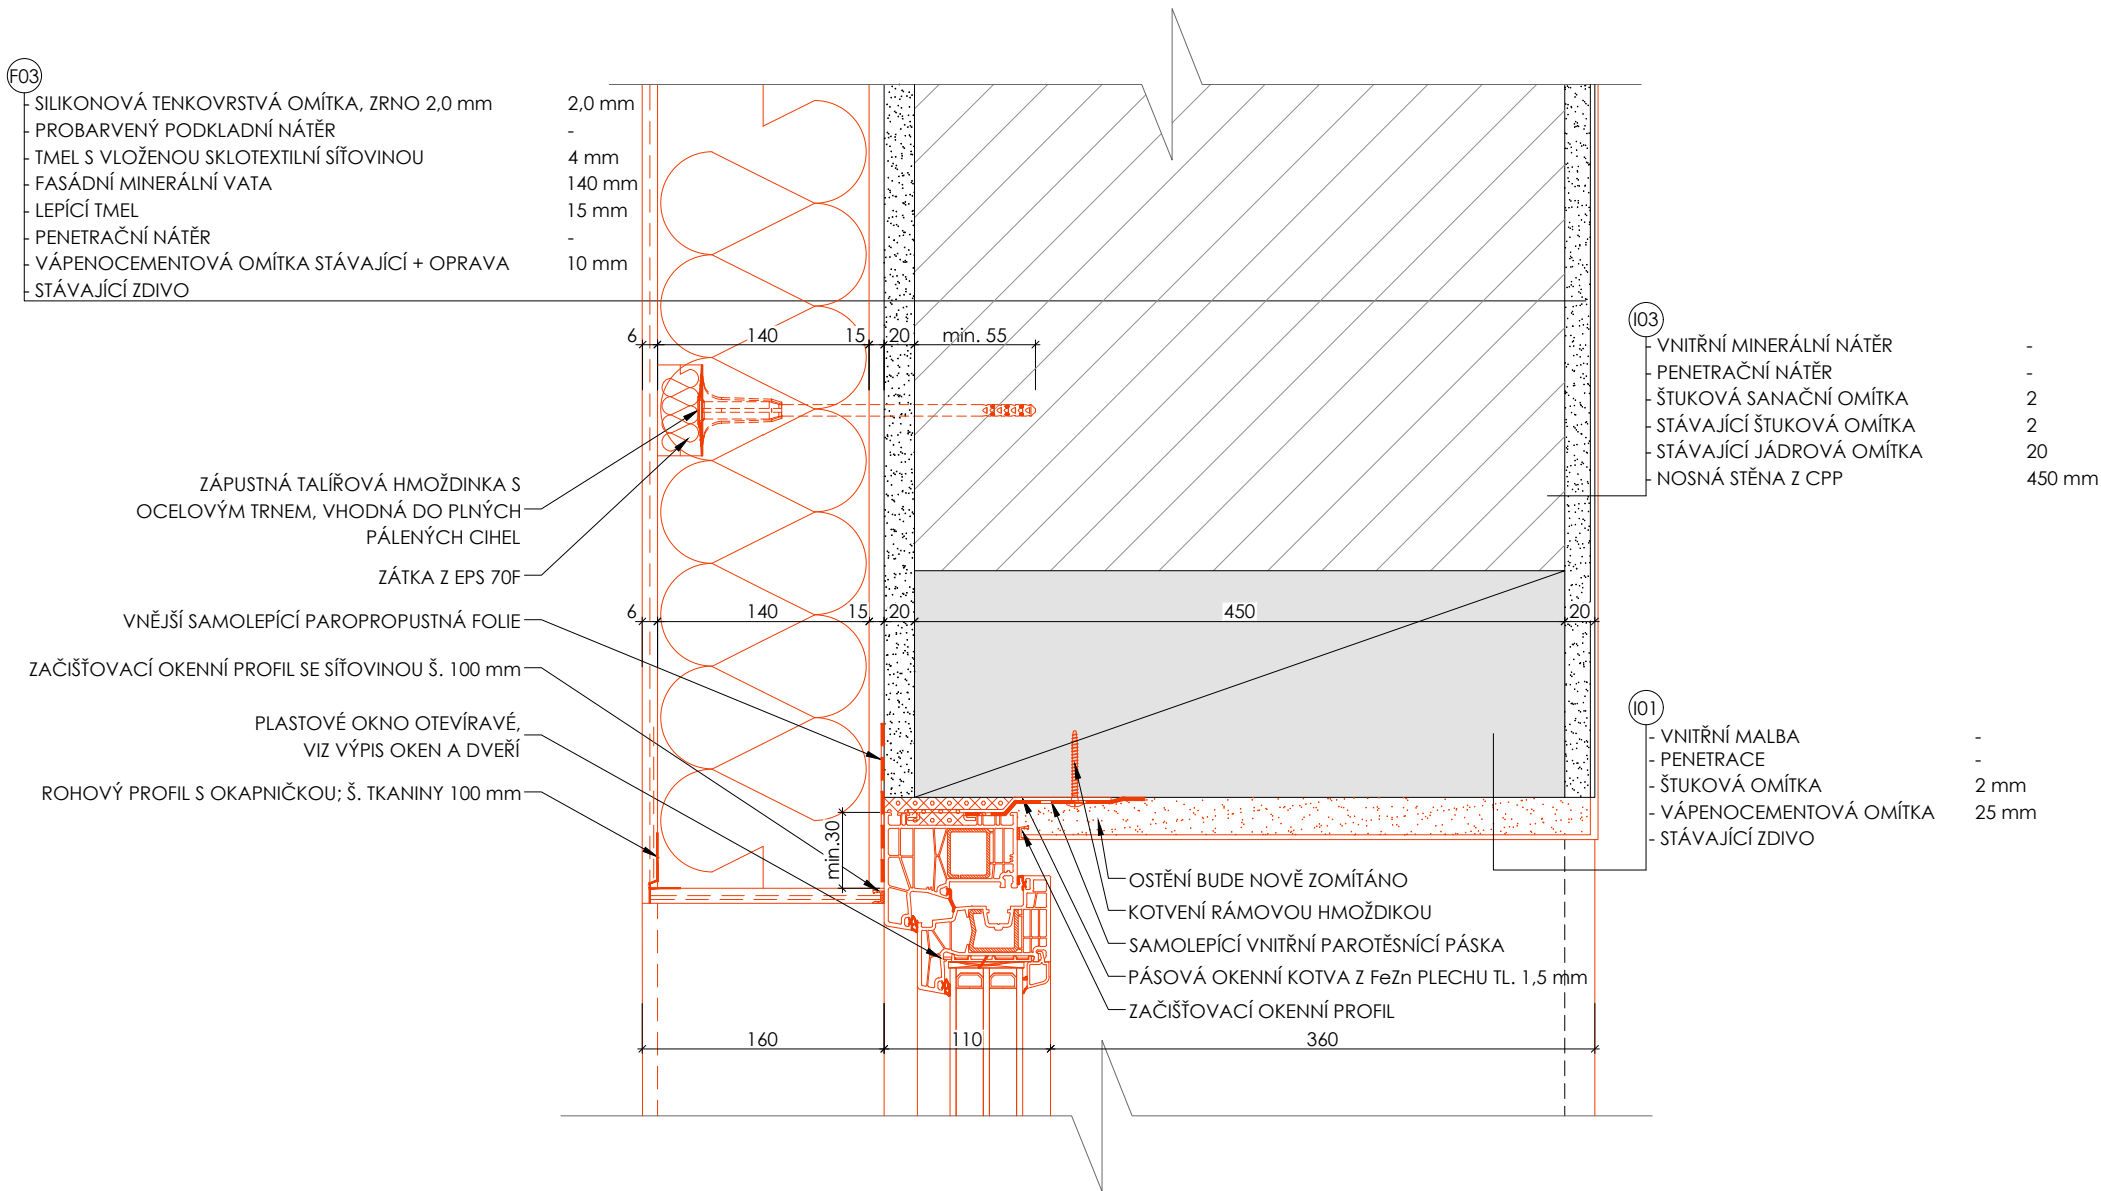 F03
- SILIKONOVÁ TENKOVRSTVÁ OMÍTKA, ZRNO 2,0 mm 2,0 mm
- PROBARVENÝ PODKLADNÍ NÁTĚR -
- TMEL S VLOŽENOU SKLOTEXTILNÍ SÍŤOVINOU 4 mm
- FASÁDNÍ MINERÁLNÍ VATA 140 mm
- LEPÍCÍ TMEL 15 mm
- PENETRAČNÍ NÁTĚR -
- VÁPENOCEMENTOVÁ OMÍTKA STÁVAJÍCÍ + OPRAVA 10 mm
- STÁVAJÍCÍ ZDIVO
6 140 15 20 min. 55
I03
- VNITŘNÍ MINERÁLNÍ NÁTĚR -
- PENETRAČNÍ NÁTĚR -
- ŠTUKOVÁ SANAČNÍ OMÍTKA 2
- STÁVAJÍCÍ ŠTUKOVÁ OMÍTKA 2
- STÁVAJÍCÍ JÁDROVÁ OMÍTKA 20
- NOSNÁ STĚNA Z CPP 450 mm
ZÁPUSTNÁ TALÍŘOVÁ HMOŽDINKA S
OCELOVÝM TRNEM, VHODNÁ DO PLNÝCH
PÁLENÝCH CIHEL
ZÁTKA Z EPS 70F
6 140 15 20 450 20
VNĚJŠÍ SAMOLEPÍCÍ PAROPROPUSTNÁ FOLIE
ZAČIŠŤOVACÍ OKENNÍ PROFIL SE SÍŤOVINOU Š. 100 mm
PLASTOVÉ OKNO OTEVÍRAVÉ,
VIZ VÝPIS OKEN A DVEŘÍ
ROHOVÝ PROFIL S OKAPNIČKOU; Š. TKANINY 100 mm
min.30
I01
- VNITŘNÍ MALBA -
- PENETRACE -
- ŠTUKOVÁ OMÍTKA 2 mm
- VÁPENOCEMENTOVÁ OMÍTKA 25 mm
- STÁVAJÍCÍ ZDIVO
OSTĚNÍ BUDE NOVĚ ZOMÍTÁNO
KOTVENÍ RÁMOVOU HMOŽDIKOU
SAMOLEPÍCÍ VNITŘNÍ PAROTĚSNÍCÍ PÁSKA
PÁSOVÁ OKENNÍ KOTVA Z FeZn PLECHU TL. 1,5 mm
ZAČIŠŤOVACÍ OKENNÍ PROFIL
160 110 360